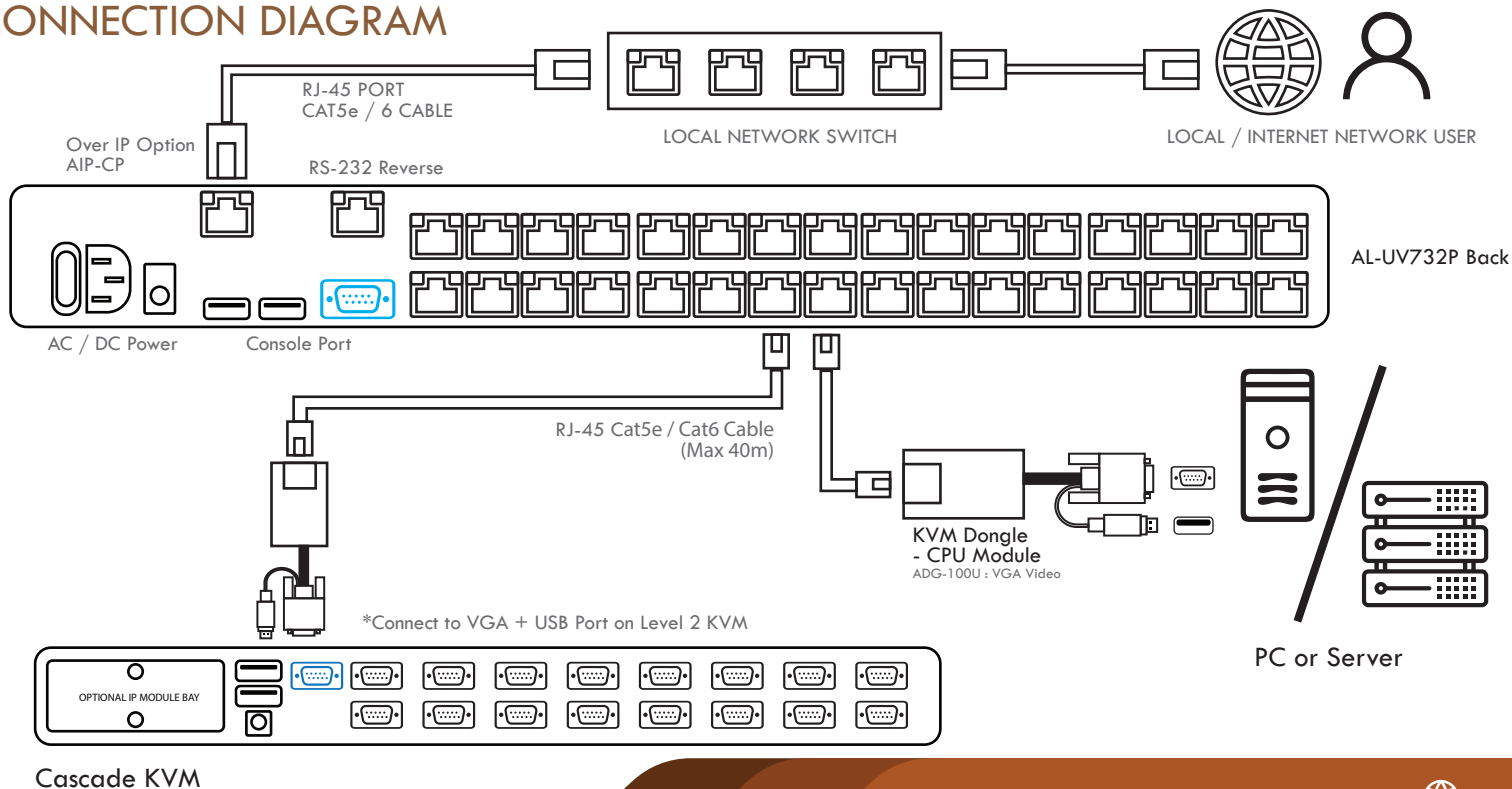 ONNECTION DIAGRAM
RJ-45 PORT
CAT5e / 6 CABLE
LOCAL NETWORK SWITCH
LOCAL / INTERNET NETWORK USER
Over IP Option
AIP-CP
RS-232 Reverse
AL-UV732P Back
AC / DC Power
Console Port
RJ-45 Cat5e / Cat6 Cable
(Max 40m)
KVM Dongle
- CPU Module
ADG-100U : VGA Video
*Connect to VGA + USB Port on Level 2 KVM
PC or Server
OPTIONAL IP MODULE BAY
Cascade KVM